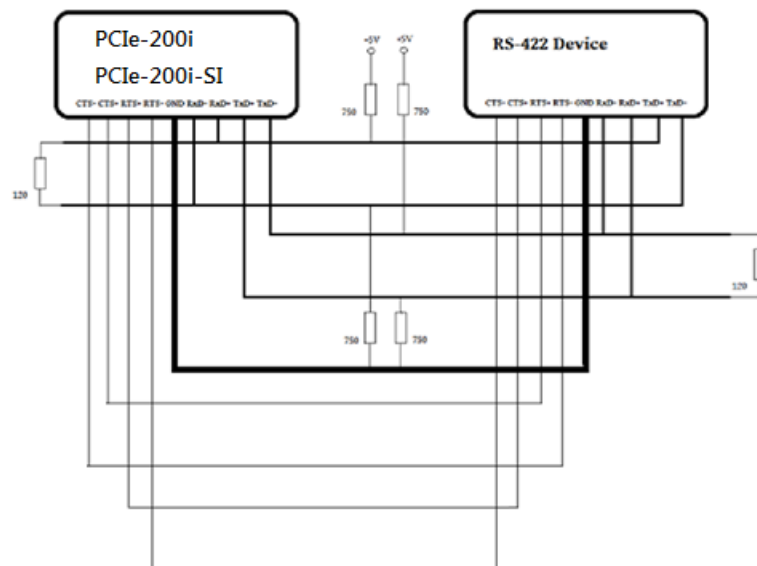 PCIe-200i
PCIe-200i-SI
CTS- CTS+ RTS+ RTS- GND RxD- RxD+ TxD+ TxD-
+5V +5V
RS-422 Device
CTS- CTS+ RTS+ RTS- GND RxD- RxD+ TxD+ TxD-
750 750
120
120
750 750